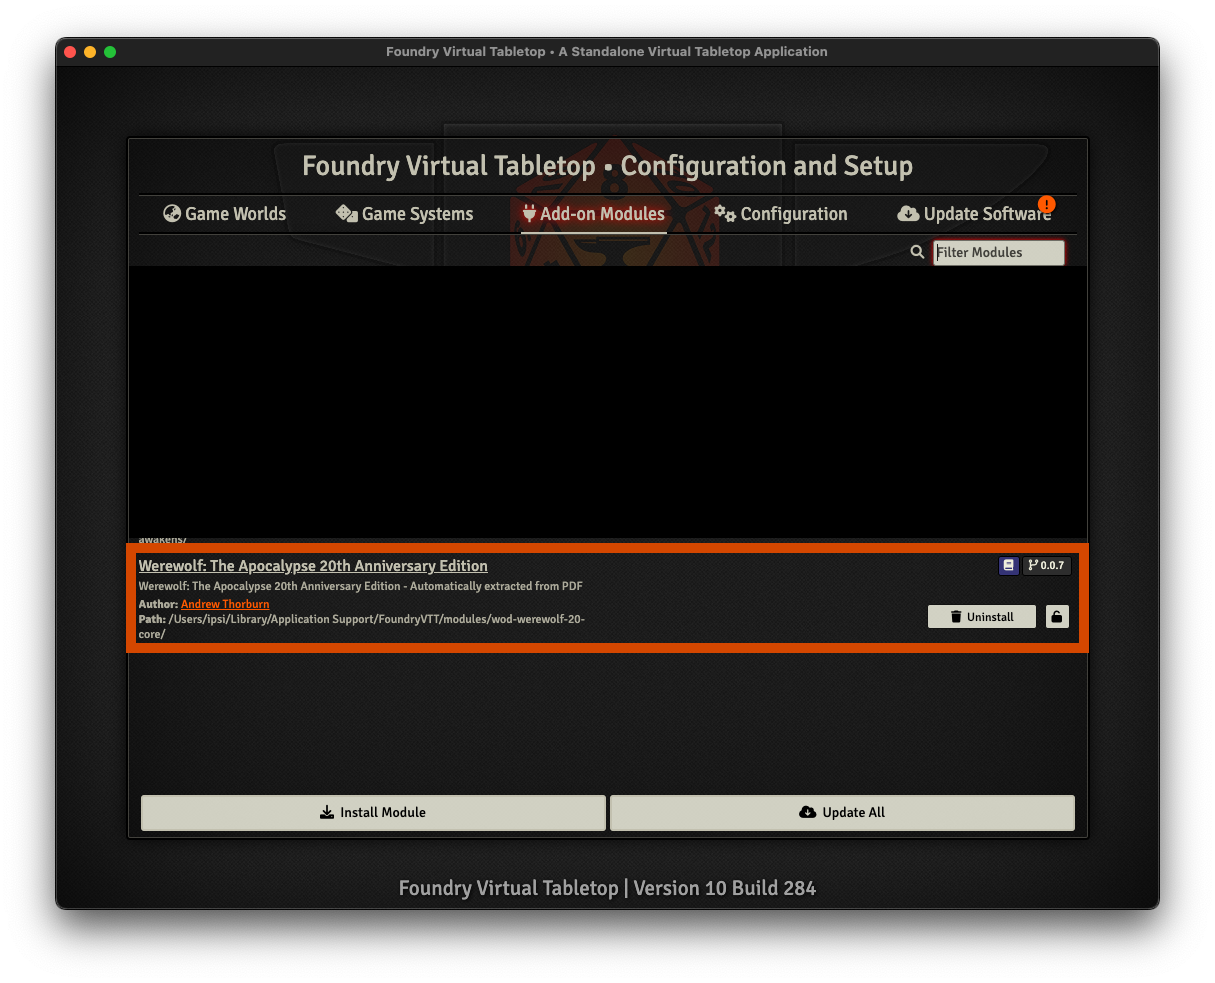 Foundry Virtual Tabletop • A Standalone Virtual Tabletop Application
Foundry Virtual Tabletop • Configuration and Setup
Game Worlds
Game Systems
Add-on Modules
Configuration
Update Software
!
Filter Modules
awakens/
Werewolf: The Apocalypse 20th Anniversary Edition
0.0.7
Werewolf: The Apocalypse 20th Anniversary Edition - Automatically extracted from PDF
Author: Andrew Thorburn
Path: /Users/ipsi/Library/Application Support/FoundryVTT/modules/wod-werewolf-20-
core/
Uninstall
Install Module
Update All
Foundry Virtual Tabletop | Version 10 Build 284